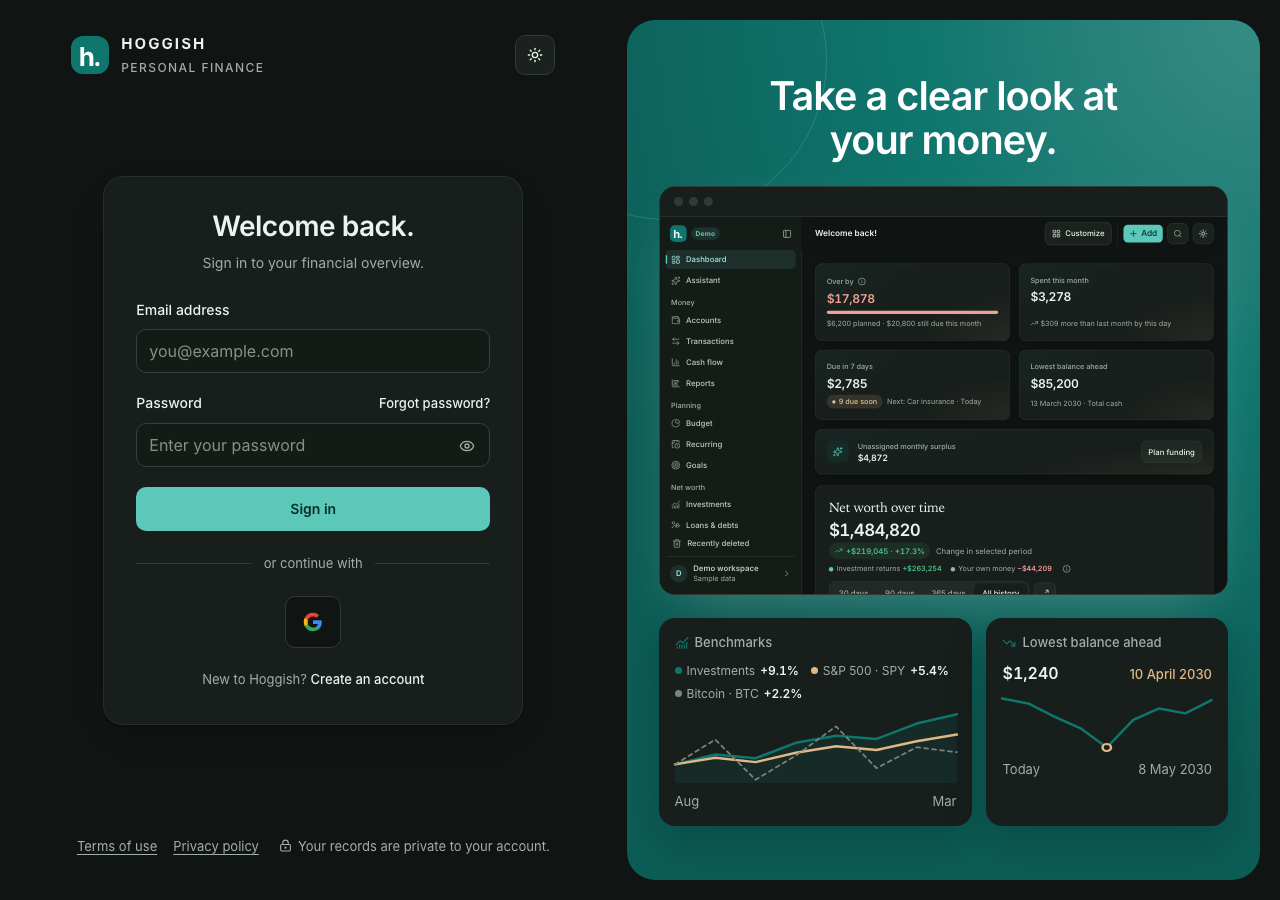 h. HOGGISH
PERSONAL FINANCE
Welcome back.
Sign in to your financial overview.
Email address
you@example.com
Password Forgot password?
Enter your password
Sign in
or continue with
New to Hoggish? Create an account
Terms of use Privacy policy Your records are private to your account.
Take a clear look at
your money.
h. Demo
Dashboard
Assistant
Money
Accounts
Transactions
Cash flow
Reports
Planning
Budget
Recurring
Goals
Net worth
Investments
Loans & debts
Recently deleted
D Demo workspace
Sample data
Welcome back! Customize + Add
Over by
$17,878
$6,200 planned · $20,800 still due this month
Spent this month
$3,278
$309 more than last month by this day
Due in 7 days
$2,785
9 due soon Next: Car insurance · Today
Lowest balance ahead
$85,200
13 March 2030 · Total cash
Unassigned monthly surplus
$4,872
Plan funding
Net worth over time
$1,484,820
+$219,045 · +17.3% Change in selected period
Investment returns +$263,254 Your own money −$44,209
30 days 90 days 365 days All history
Benchmarks
Investments +9.1% S&P 500 · SPY +5.4%
Bitcoin · BTC +2.2%
Aug Mar
Lowest balance ahead
$1,240 10 April 2030
Today 8 May 2030